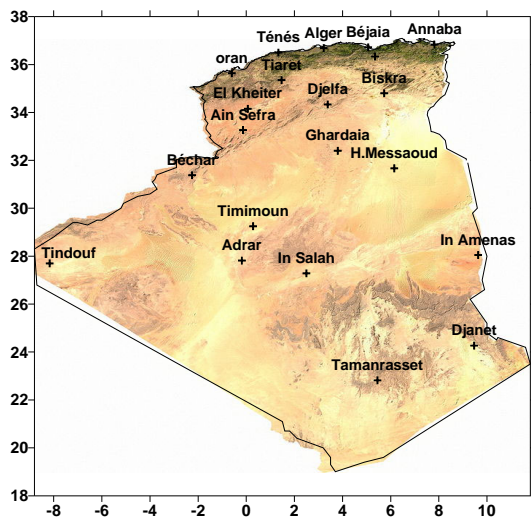 38
36
34
32
30
28
26
24
22
20
18
Annaba
Ténés Alger Béjaia
oran
Tiaret
Biskra
El Kheiter
Djelfa
Ain Sefra
Ghardaia
H.Messaoud
Béchar
Timimoun
Adrar
In Amenas
Tindouf
In Salah
Djanet
Tamanrasset
-8 -6 -4 -2 0 2 4 6 8 10